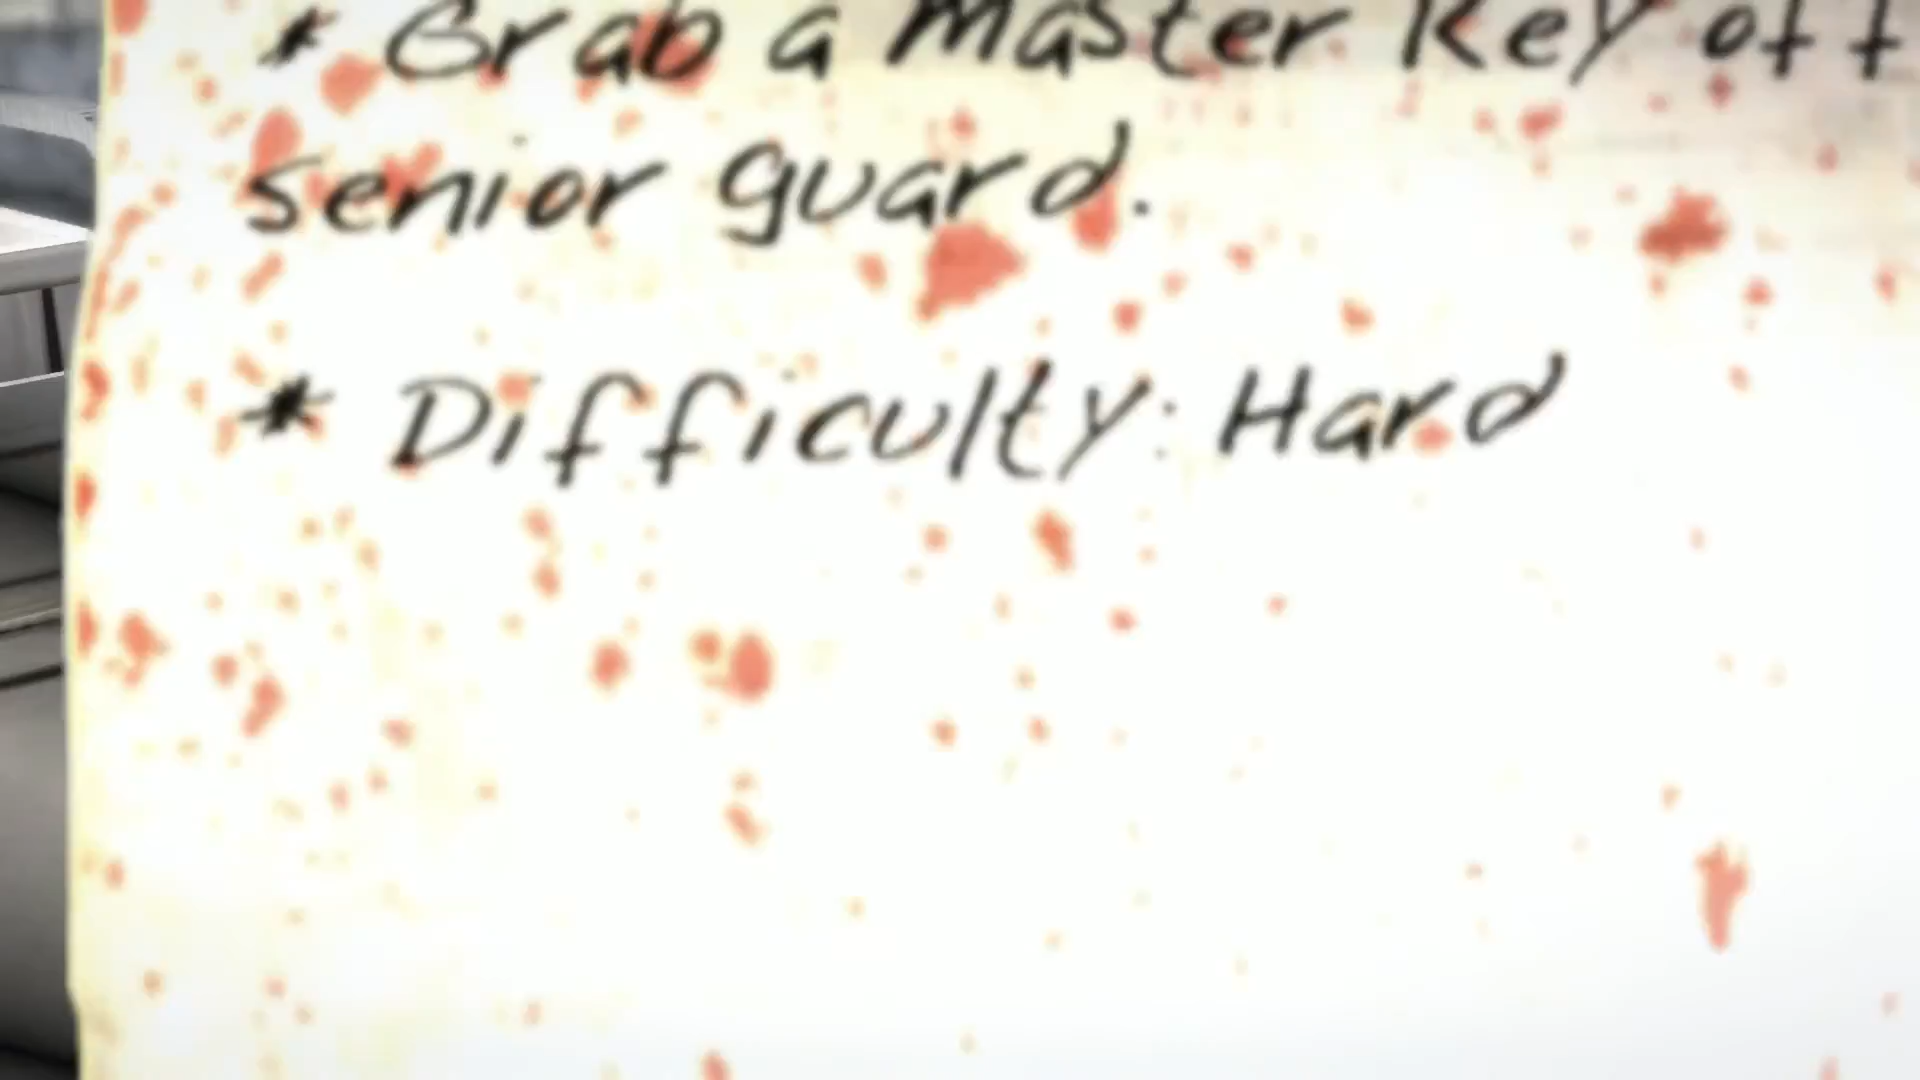 * Grab a Master Key off
senior guard.
* Difficulty: Hard